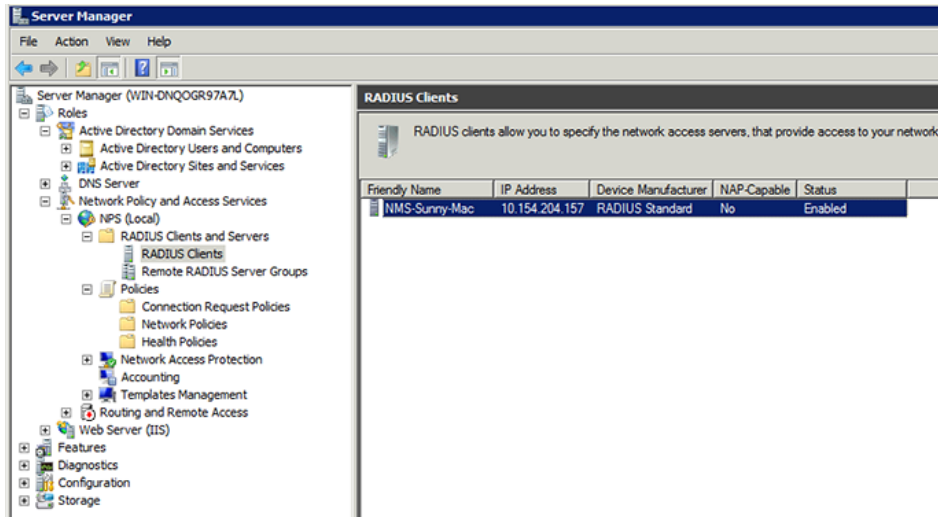 Server Manager
File Action View Help
Server Manager (WIN-DNQOGR97A7L)
Roles
Active Directory Domain Services
Active Directory Users and Computers
Active Directory Sites and Services
DNS Server
Network Policy and Access Services
NPS (Local)
RADIUS Clients and Servers
RADIUS Clients
Remote RADIUS Server Groups
Policies
Connection Request Policies
Network Policies
Health Policies
Network Access Protection
Accounting
Templates Management
Routing and Remote Access
Web Server (IIS)
Features
Diagnostics
Configuration
Storage
RADIUS Clients
RADIUS clients allow you to specify the network access servers, that provide access to your network
Friendly Name IP Address Device Manufacturer NAP-Capable Status
NMS-Sunny-Mac 10.154.204.157 RADIUS Standard No Enabled